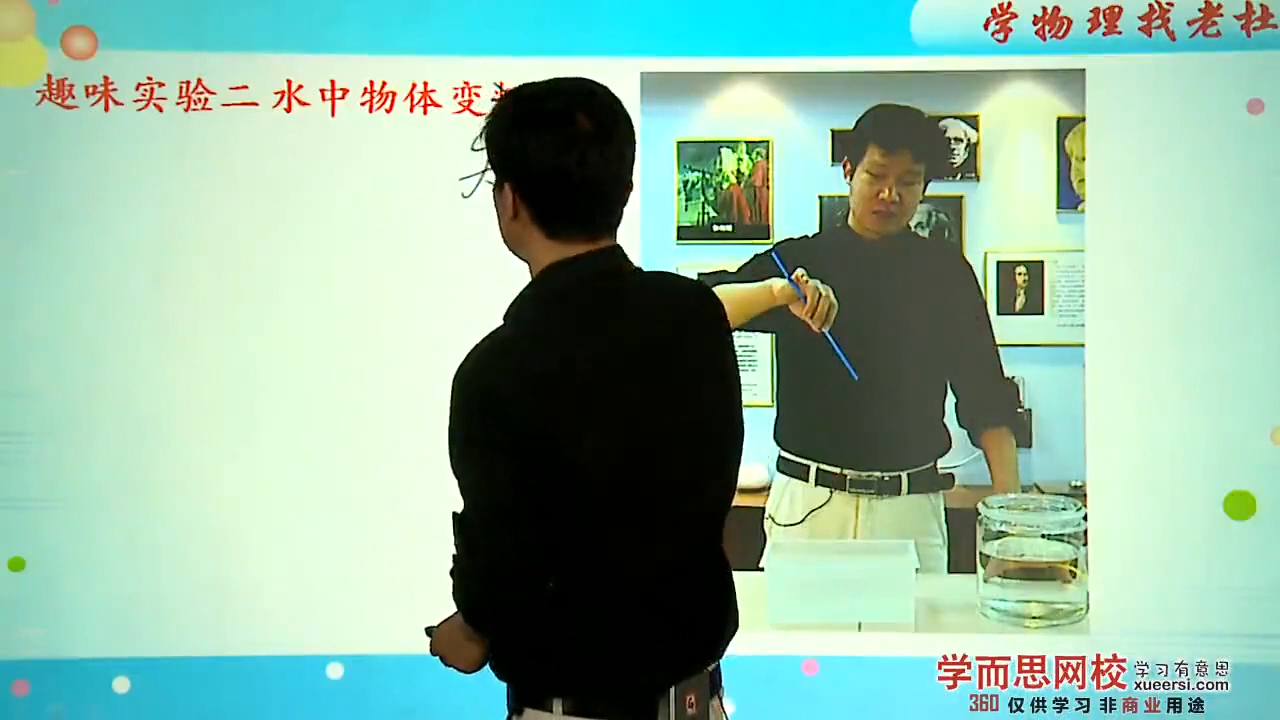 学物理找老杜
趣味实验二水中物体变
学而思网校
学习有意思
xueersi.com
360 仅供学习 非商业用途